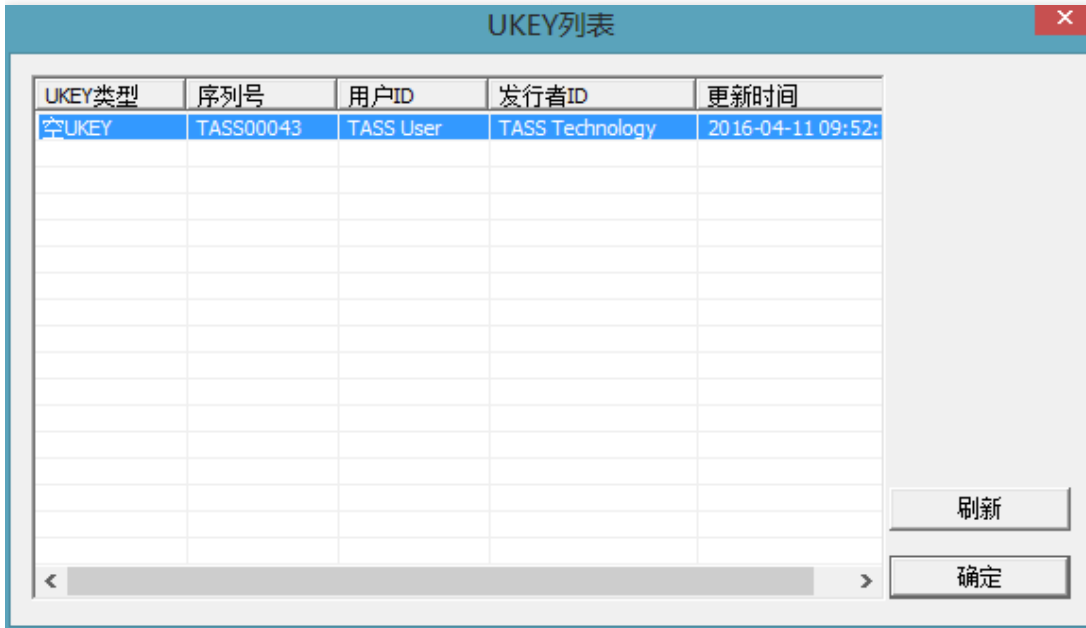 UKEY列表
UKEY类型 序列号 用户ID 发行者ID 更新时间
空UKEY TASS00043 TASS User TASS Technology 2016-04-11 09:52:
刷新
确定